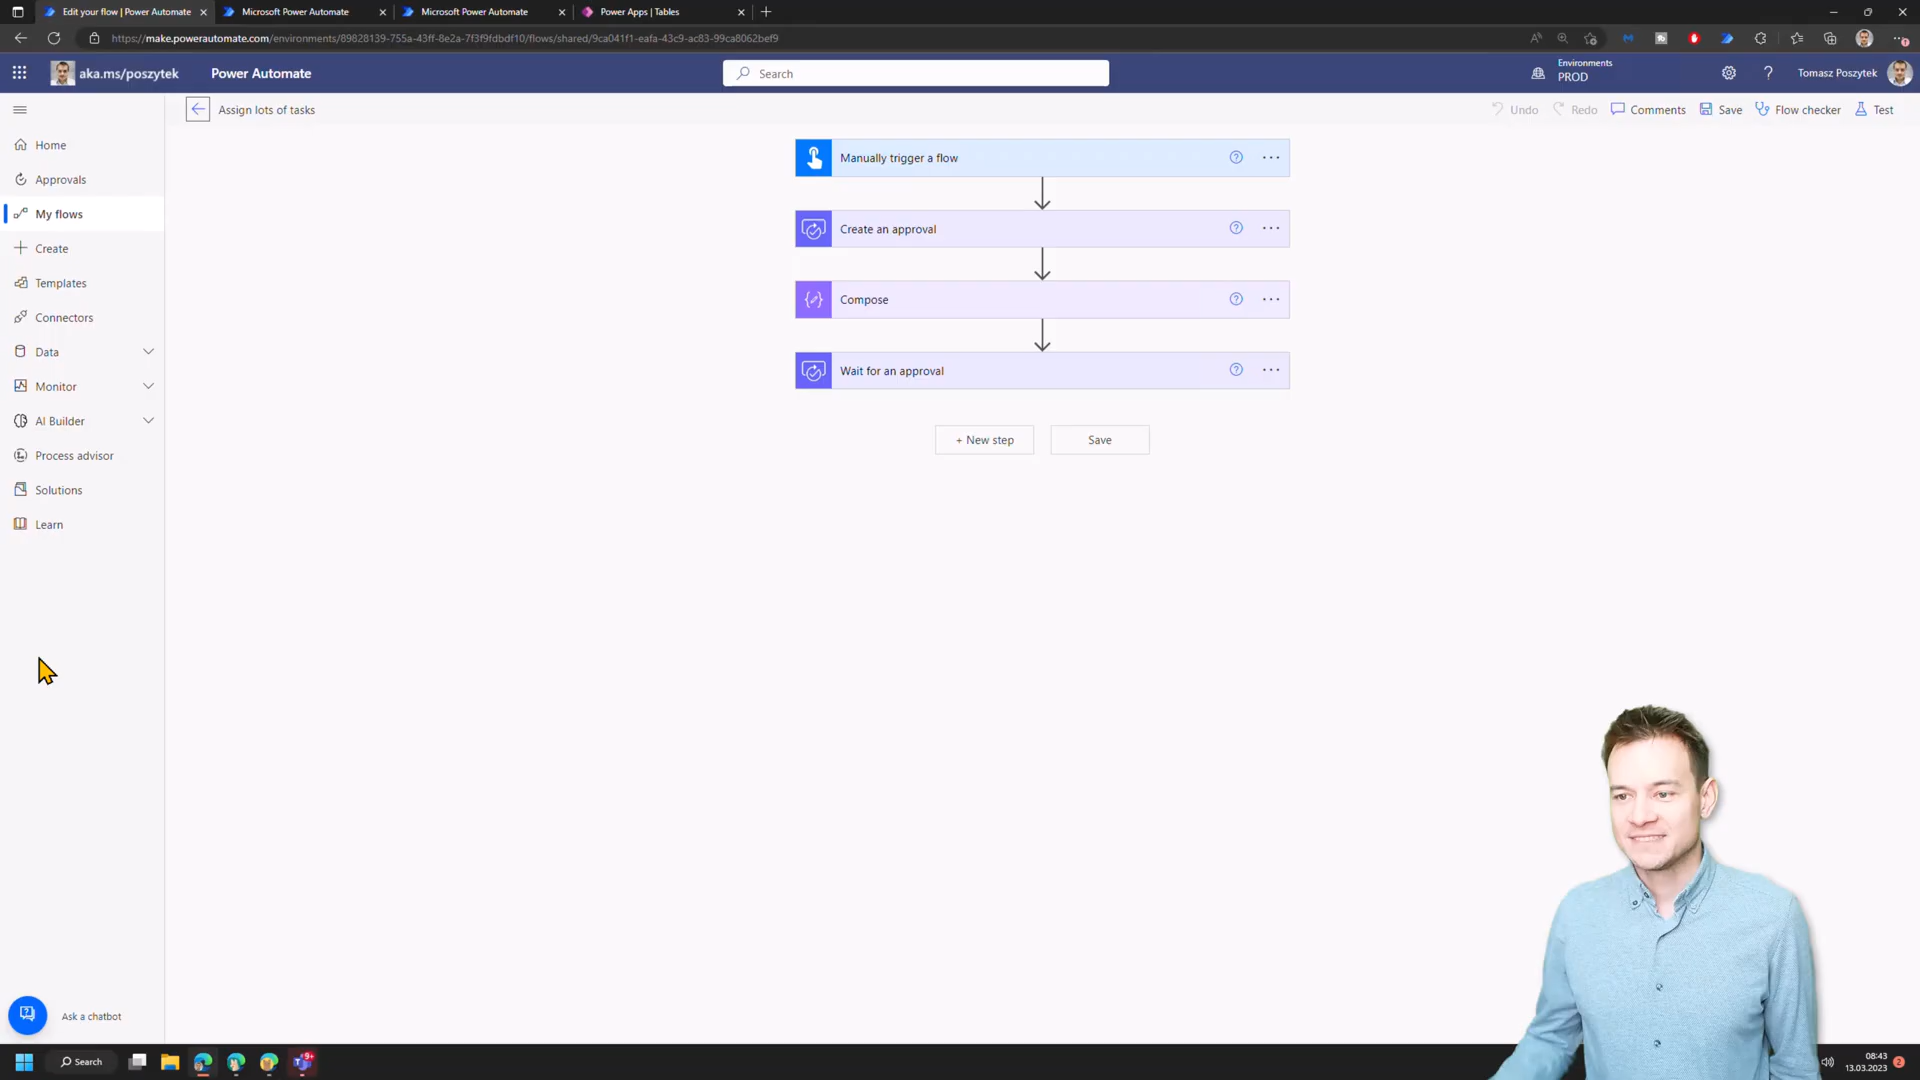 Edit your flow | Power Automate
Microsoft Power Automate
Microsoft Power Automate
Power Apps | Tables
https://make.powerautomate.com/environments/89828139-755a-43ff-8e2a-7f3f9fdbdf10/flows/shared/9ca041f1-eafa-43c9-ac83-99ca8062bef9
aka.ms/poszytek
Power Automate
Search
Environments
PROD
Tomasz Poszytek
Assign lots of tasks
Undo
Redo
Comments
Save
Flow checker
Test
Home
Approvals
My flows
Create
Templates
Connectors
Data
Monitor
AI Builder
Process advisor
Solutions
Learn
Manually trigger a flow
Create an approval
Compose
Wait for an approval
+ New step
Save
Ask a chatbot
Search
9+
08:43
13.03.2023
2